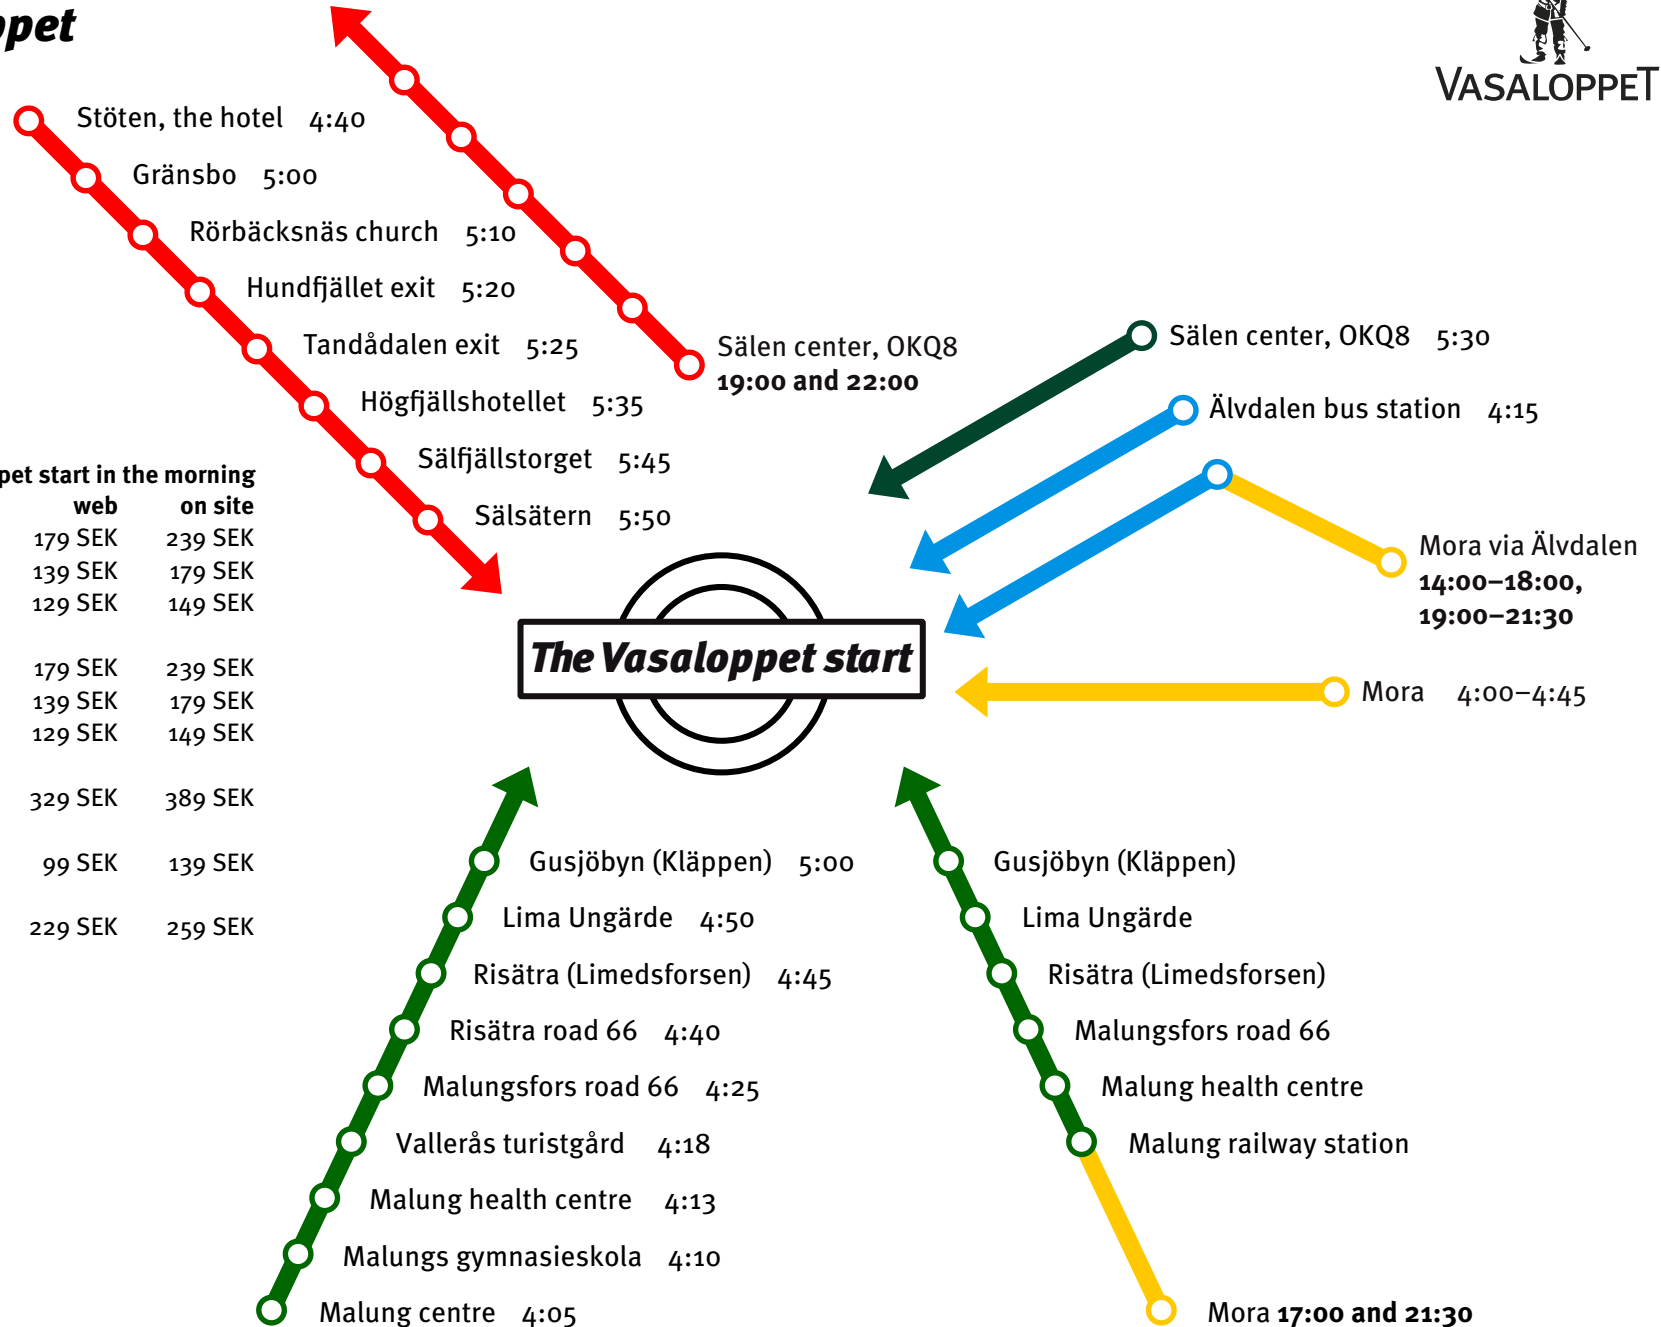 VASALOPPET
Stöten, the hotel 4:40
Gränsbo 5:00
Rörbäcksnäs church 5:10
Hundfjället exit 5:20
Tandådalen exit 5:25
Högfjällshotellet 5:35
Sälfjällstorget 5:45
Sälsätern 5:50
Sälen center, OKQ8
19:00 and 22:00
Sälen center, OKQ8 5:30
Älvdalen bus station 4:15
Mora via Älvdalen
14:00–18:00,
19:00–21:30
Mora 4:00–4:45
start in the morning
web on site
179 SEK 239 SEK
139 SEK 179 SEK
129 SEK 149 SEK
179 SEK 239 SEK
139 SEK 179 SEK
129 SEK 149 SEK
329 SEK 389 SEK
99 SEK 139 SEK
229 SEK 259 SEK
The Vasaloppet start
Gusjöbyn (Kläppen) 5:00
Lima Ungärde 4:50
Risätra (Limedsforsen) 4:45
Risätra road 66 4:40
Malungsfors road 66 4:25
Vallerås turistgård 4:18
Malung health centre 4:13
Malungs gymnasieskola 4:10
Malung centre 4:05
Gusjöbyn (Kläppen)
Lima Ungärde
Risätra (Limedsforsen)
Malungsfors road 66
Malung health centre
Malung railway station
Mora 17:00 and 21:30